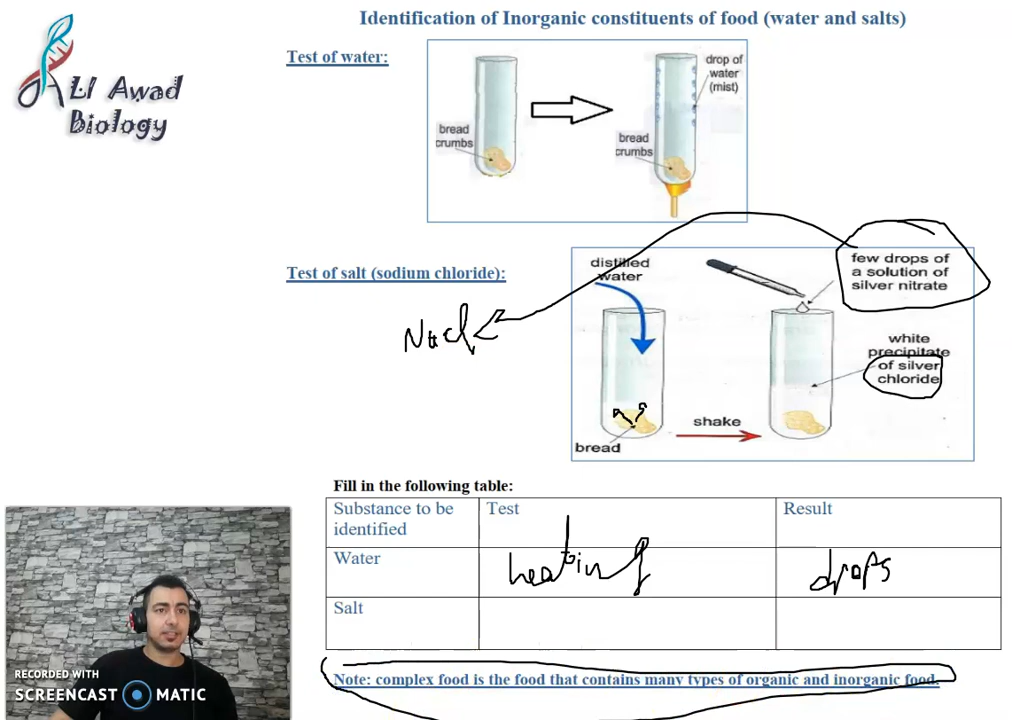 Identification of Inorganic constituents of food (water and salts)
ALI Awad
Biology
Test of water:
bread
crumbs
bread
crumbs
drop of
water
(mist)
Test of salt (sodium chloride):
NaCl
distilled
water
few drops of
a solution of
silver nitrate
white
precipitate
of silver
chloride
shake
bread
Fill in the following table:
Substance to be identified Test Result
Water heating drops
Salt
Note: complex food is the food that contains many types of organic and inorganic food.
RECORDED WITH
SCREENCAST MATIC